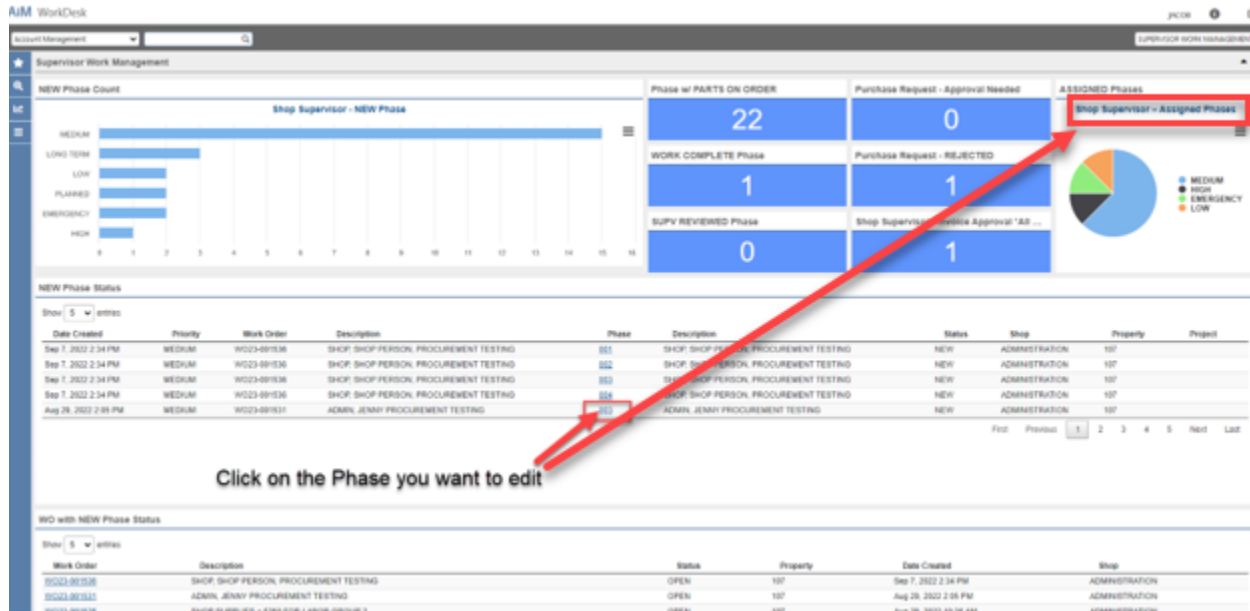 AiM WorkDesk
JACOB
Account Management
SUPERVISOR WORK MANAGEMENT
Supervisor Work Management
NEW Phase Count
Shop Supervisor - NEW Phase
MEDIUM
LONG TERM
LOW
PLANNED
EMERGENCY
HIGH
0 1 2 3 4 5 6 7 8 9 10 11 12 13 14 15 16
Phase w/ PARTS ON ORDER
22
Purchase Request - Approval Needed
0
WORK COMPLETE Phase
1
Purchase Request - REJECTED
1
SUPV REVIEWED Phase
0
Shop Supervisor Invoice Approval "All ...
1
ASSIGNED Phases
Shop Supervisor – Assigned Phases
MEDIUM
HIGH
EMERGENCY
LOW
NEW Phase Status
Show 5 entries
Date Created Priority Work Order Description Phase Description Status Shop Property Project
Sep 7, 2022 2:34 PM MEDIUM WO23-001536 SHOP, SHOP PERSON, PROCUREMENT TESTING 001 SHOP, SHOP PERSON, PROCUREMENT TESTING NEW ADMINISTRATION 107
Sep 7, 2022 2:34 PM MEDIUM WO23-001536 SHOP, SHOP PERSON, PROCUREMENT TESTING 002 SHOP, SHOP PERSON, PROCUREMENT TESTING NEW ADMINISTRATION 107
Sep 7, 2022 2:34 PM MEDIUM WO23-001536 SHOP, SHOP PERSON, PROCUREMENT TESTING 003 SHOP, SHOP PERSON, PROCUREMENT TESTING NEW ADMINISTRATION 107
Sep 7, 2022 2:34 PM MEDIUM WO23-001536 SHOP, SHOP PERSON, PROCUREMENT TESTING 004 SHOP, SHOP PERSON, PROCUREMENT TESTING NEW ADMINISTRATION 107
Aug 29, 2022 2:05 PM MEDIUM WO23-001531 ADMIN, JENNY PROCUREMENT TESTING 003 ADMIN, JENNY PROCUREMENT TESTING NEW ADMINISTRATION 107
First Previous 1 2 3 4 5 Next Last
Click on the Phase you want to edit
WO with NEW Phase Status
Show 5 entries
Work Order Description Status Property Date Created Shop
WO23-001536 SHOP, SHOP PERSON, PROCUREMENT TESTING OPEN 107 Sep 7, 2022 2:34 PM ADMINISTRATION
WO23-001531 ADMIN, JENNY PROCUREMENT TESTING OPEN 107 Aug 29, 2022 2:05 PM ADMINISTRATION